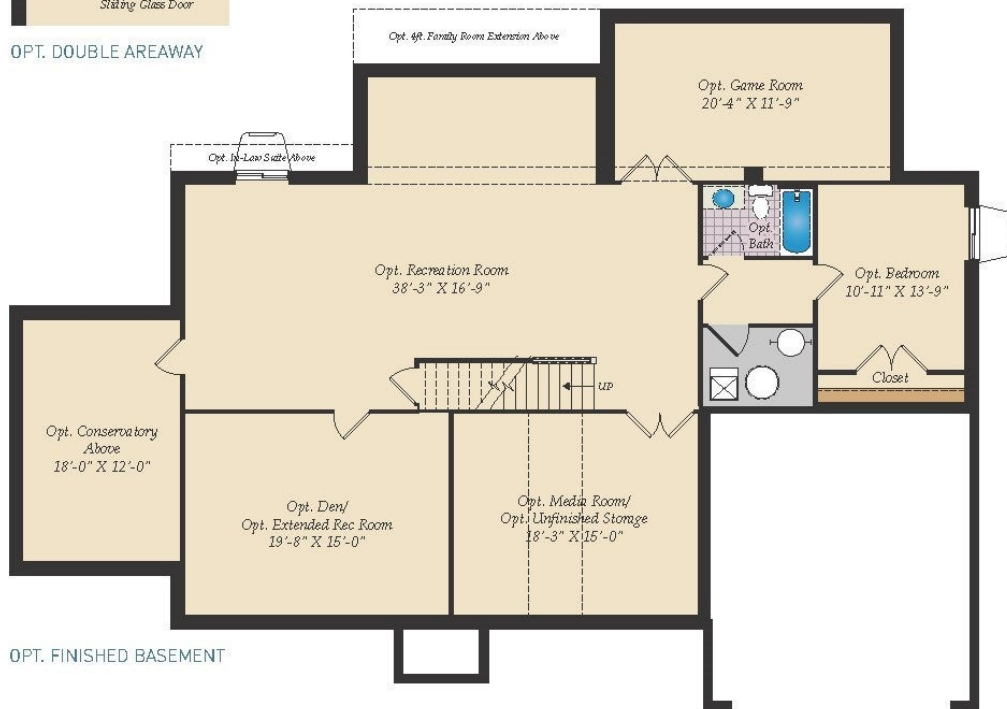 Sliding Glass Door
OPT. DOUBLE AREAWAY
Opt. 4ft. Family Room Extension Above
Opt. Game Room
20'-4" X 11'-9"
Opt. In-Law Suite Above
Opt.
Bath
Opt. Recreation Room
38'-3" X 16'-9"
Opt. Bedroom
10'-11" X 13'-9"
UP
Closet
Opt. Conservatory
Above
18'-0" X 12'-0"
Opt. Den/
Opt. Extended Rec Room
19'-8" X 15'-0"
Opt. Media Room/
Opt. Unfinished Storage
18'-3" X 15'-0"
OPT. FINISHED BASEMENT